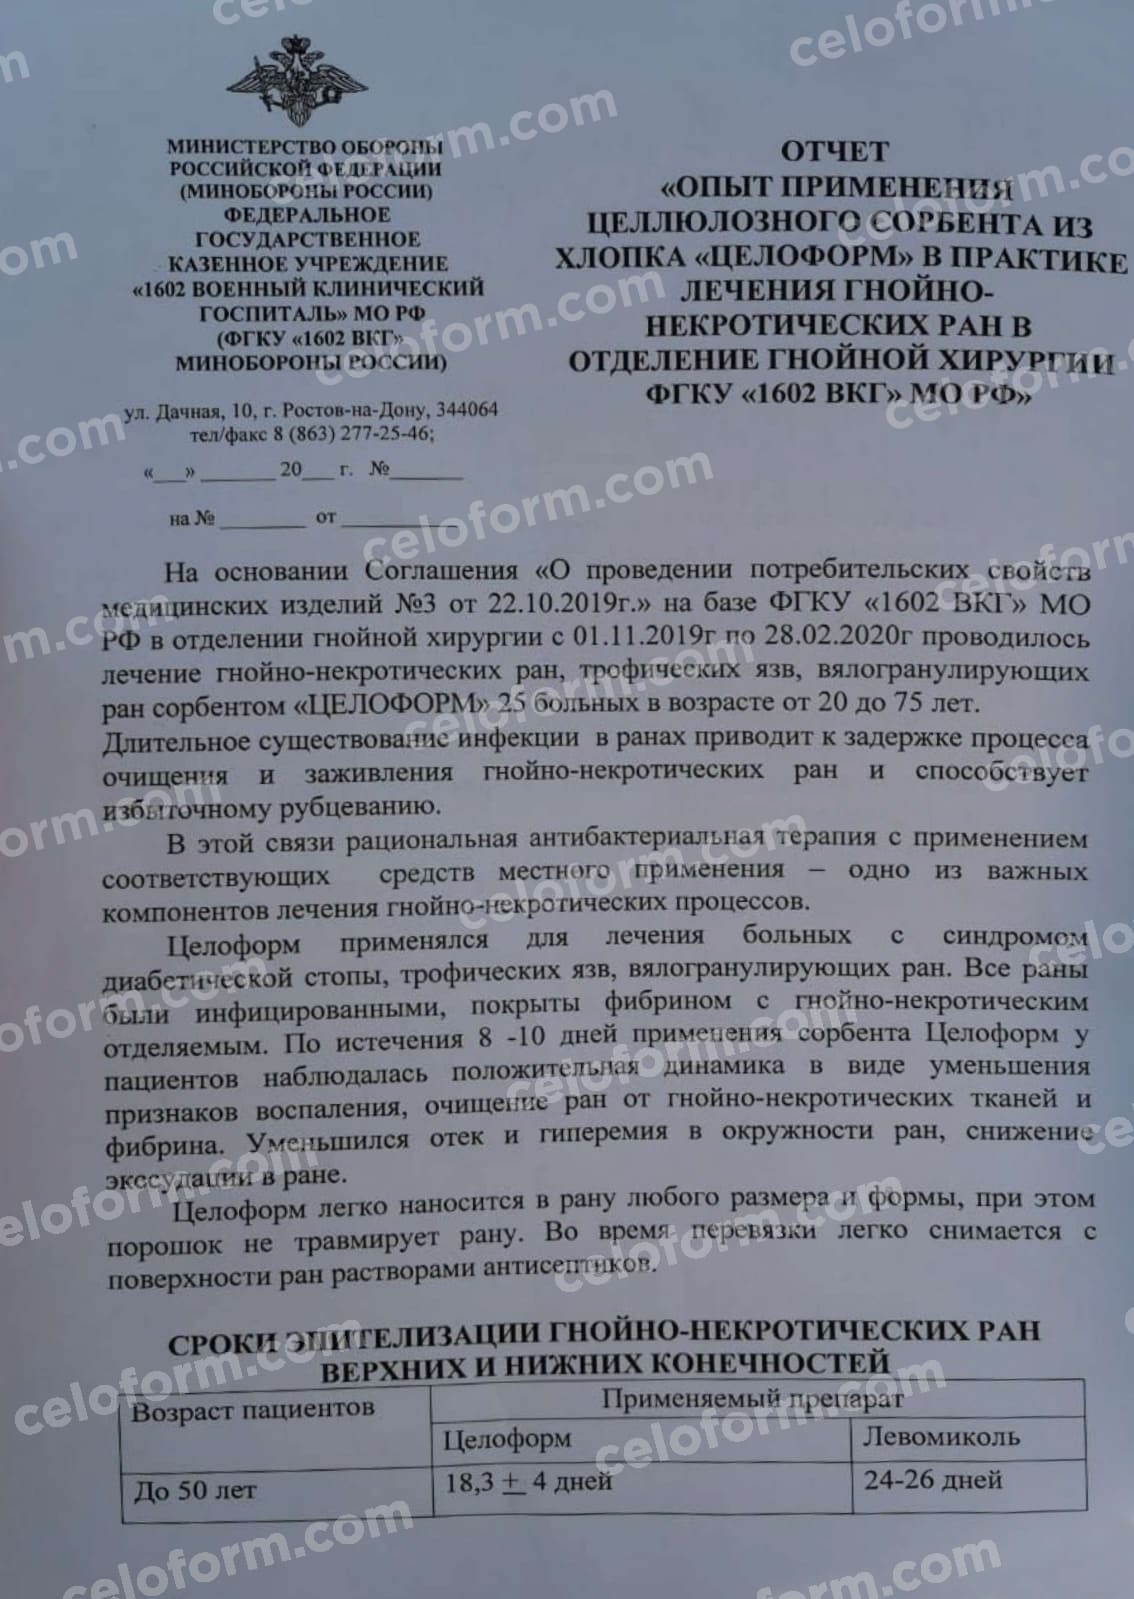 МИНИСТЕРСТВО ОБОРОНЫ
РОССИЙСКОЙ ФЕДЕРАЦИИ
(МИНОБОРОНЫ РОССИИ)
ФЕДЕРАЛЬНОЕ
ГОСУДАРСТВЕННОЕ
КАЗЕННОЕ УЧРЕЖДЕНИЕ
«1602 ВОЕННЫЙ КЛИНИЧЕСКИЙ
ГОСПИТАЛЬ» МО РФ
(ФГКУ «1602 ВКГ»
МИНОБОРОНЫ РОССИИ)
ул. Дачная, 10, г. Ростов-на-Дону, 344064
тел/факс 8 (863) 277-25-46;
«___» _______ 20___ г. №_______
на № ________ от ___________
ОТЧЕТ
«ОПЫТ ПРИМЕНЕНИЯ
ЦЕЛЛЮЛОЗНОГО СОРБЕНТА ИЗ
ХЛОПКА «ЦЕЛОФОРМ» В ПРАКТИКЕ
ЛЕЧЕНИЯ ГНОЙНО-
НЕКРОТИЧЕСКИХ РАН В
ОТДЕЛЕНИЕ ГНОЙНОЙ ХИРУРГИИ
ФГКУ «1602 ВКГ» МО РФ»
На основании Соглашения «О проведении потребительских свойств
медицинских изделий №3 от 22.10.2019г.» на базе ФГКУ «1602 ВКГ» МО
РФ в отделении гнойной хирургии с 01.11.2019г по 28.02.2020г проводилось
лечение гнойно-некротических ран, трофических язв, вялогранулирующих
ран сорбентом «ЦЕЛОФОРМ» 25 больных в возрасте от 20 до 75 лет.
Длительное существование инфекции в ранах приводит к задержке процесса
очищения и заживления гнойно-некротических ран и способствует
избыточному рубцеванию.
В этой связи рациональная антибактериальная терапия с применением
соответствующих средств местного применения – одно из важных
компонентов лечения гнойно-некротических процессов.
Целоформ применялся для лечения больных с синдромом
диабетической стопы, трофических язв, вялогранулирующих ран. Все раны
были инфицированными, покрыты фибрином с гнойно-некротическим
отделяемым. По истечения 8 -10 дней применения сорбента Целоформ у
пациентов наблюдалась положительная динамика в виде уменьшения
признаков воспаления, очищение ран от гнойно-некротических тканей и
фибрина. Уменьшился отек и гиперемия в окружности ран, снижение
экссудации в ране.
Целоформ легко наносится в рану любого размера и формы, при этом
порошок не травмирует рану. Во время перевязки легко снимается с
поверхности ран растворами антисептиков.
СРОКИ ЭПИТЕЛИЗАЦИИ ГНОЙНО-НЕКРОТИЧЕСКИХ РАН
ВЕРХНИХ И НИЖНИХ КОНЕЧНОСТЕЙ
Возраст пациентов
Применяемый препарат
Целоформ
Левомиколь
До 50 лет
18,3 ± 4 дней
24-26 дней
celoform.com